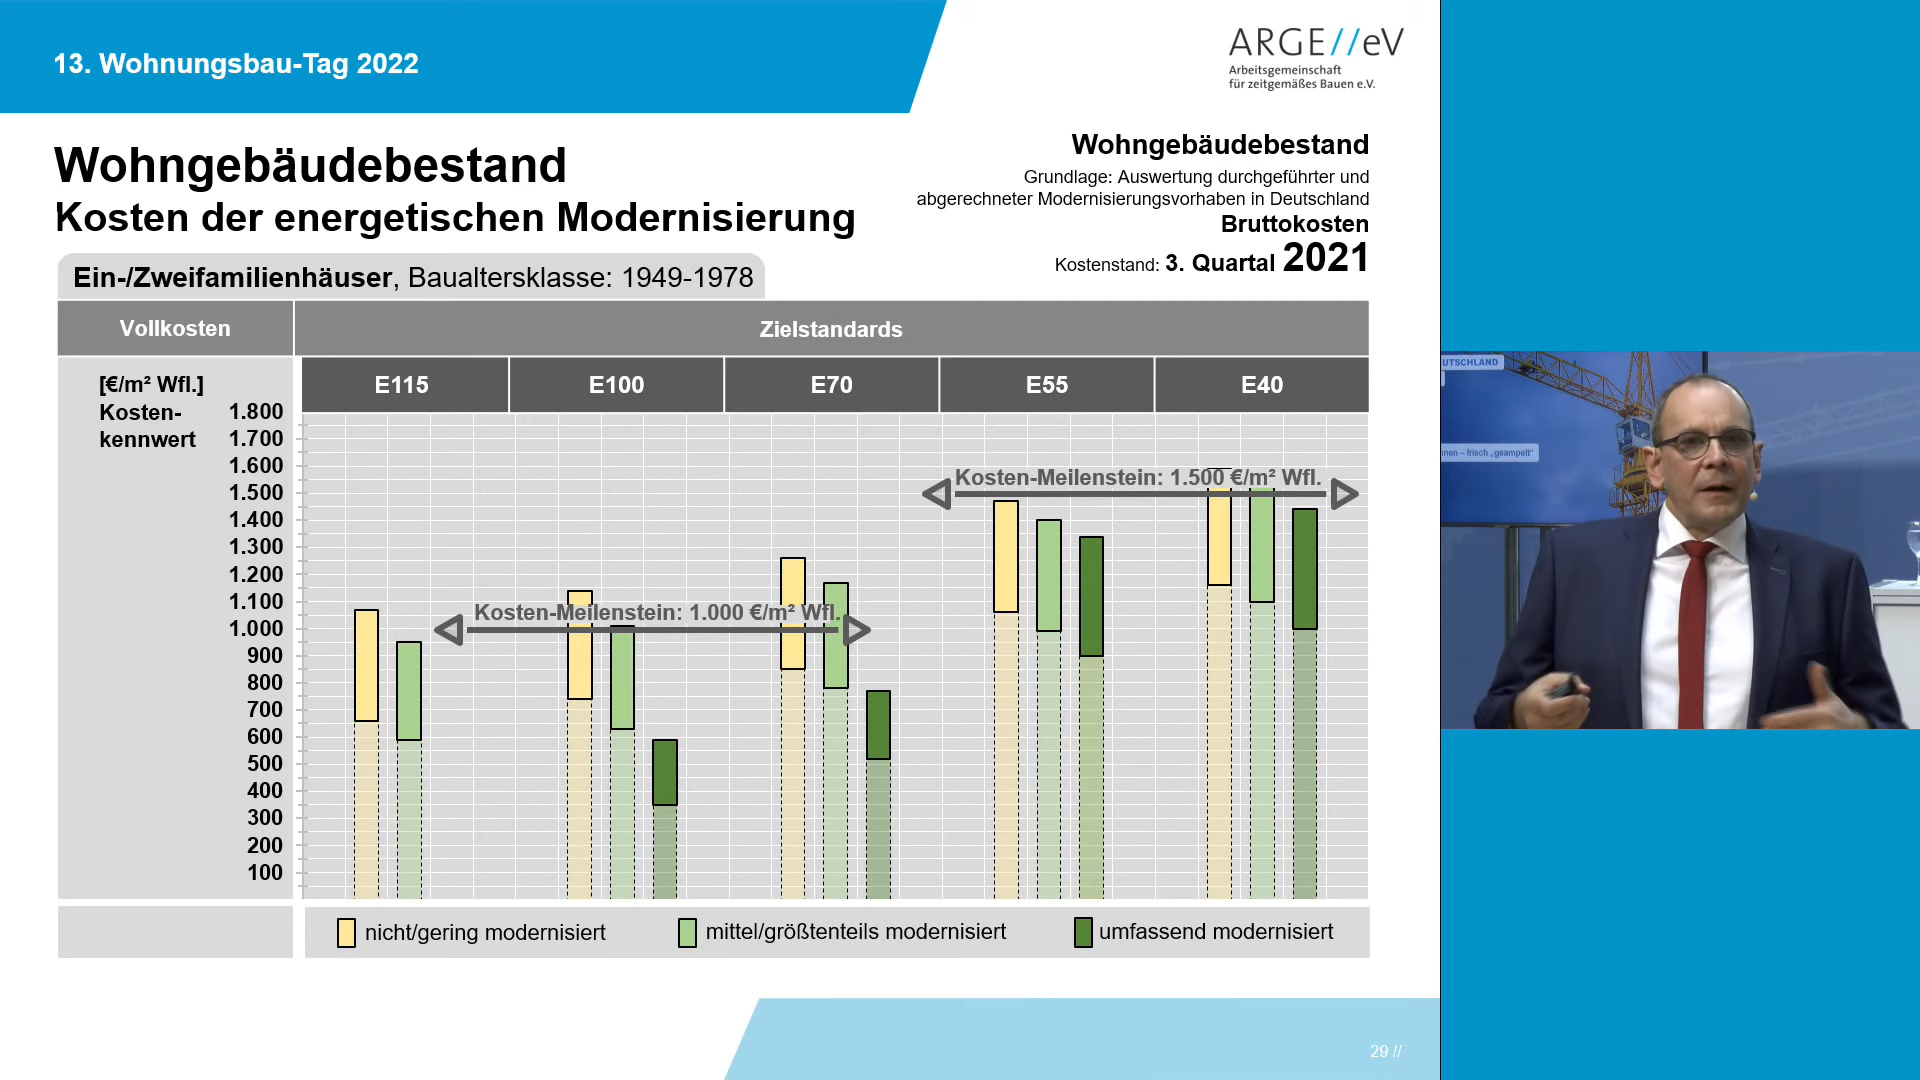 13. Wohnungsbau-Tag 2022
ARGE//eV
Arbeitsgemeinschaft
für zeitgemäßes Bauen e.V.
Wohngebäudebestand
Kosten der energetischen Modernisierung
Wohngebäudebestand
Grundlage: Auswertung durchgeführter und
abgerechneter Modernisierungsvorhaben in Deutschland
Bruttokosten
Kostenstand: 3. Quartal 2021
Ein-/Zweifamilienhäuser, Baualtersklasse: 1949-1978
Vollkosten
Zielstandards
[€/m² Wfl.]
Kosten-
kennwert
E115
E100
E70
E55
E40
1.800
1.700
1.600
1.500
1.400
1.300
1.200
1.100
1.000
900
800
700
600
500
400
300
200
100
Kosten-Meilenstein: 1.500 €/m² Wfl.
Kosten-Meilenstein: 1.000 €/m² Wfl.
nicht/gering modernisiert
mittel/größtenteils modernisiert
umfassend modernisiert
29 //
UTSCHLAND
nen – frisch „geampelt"